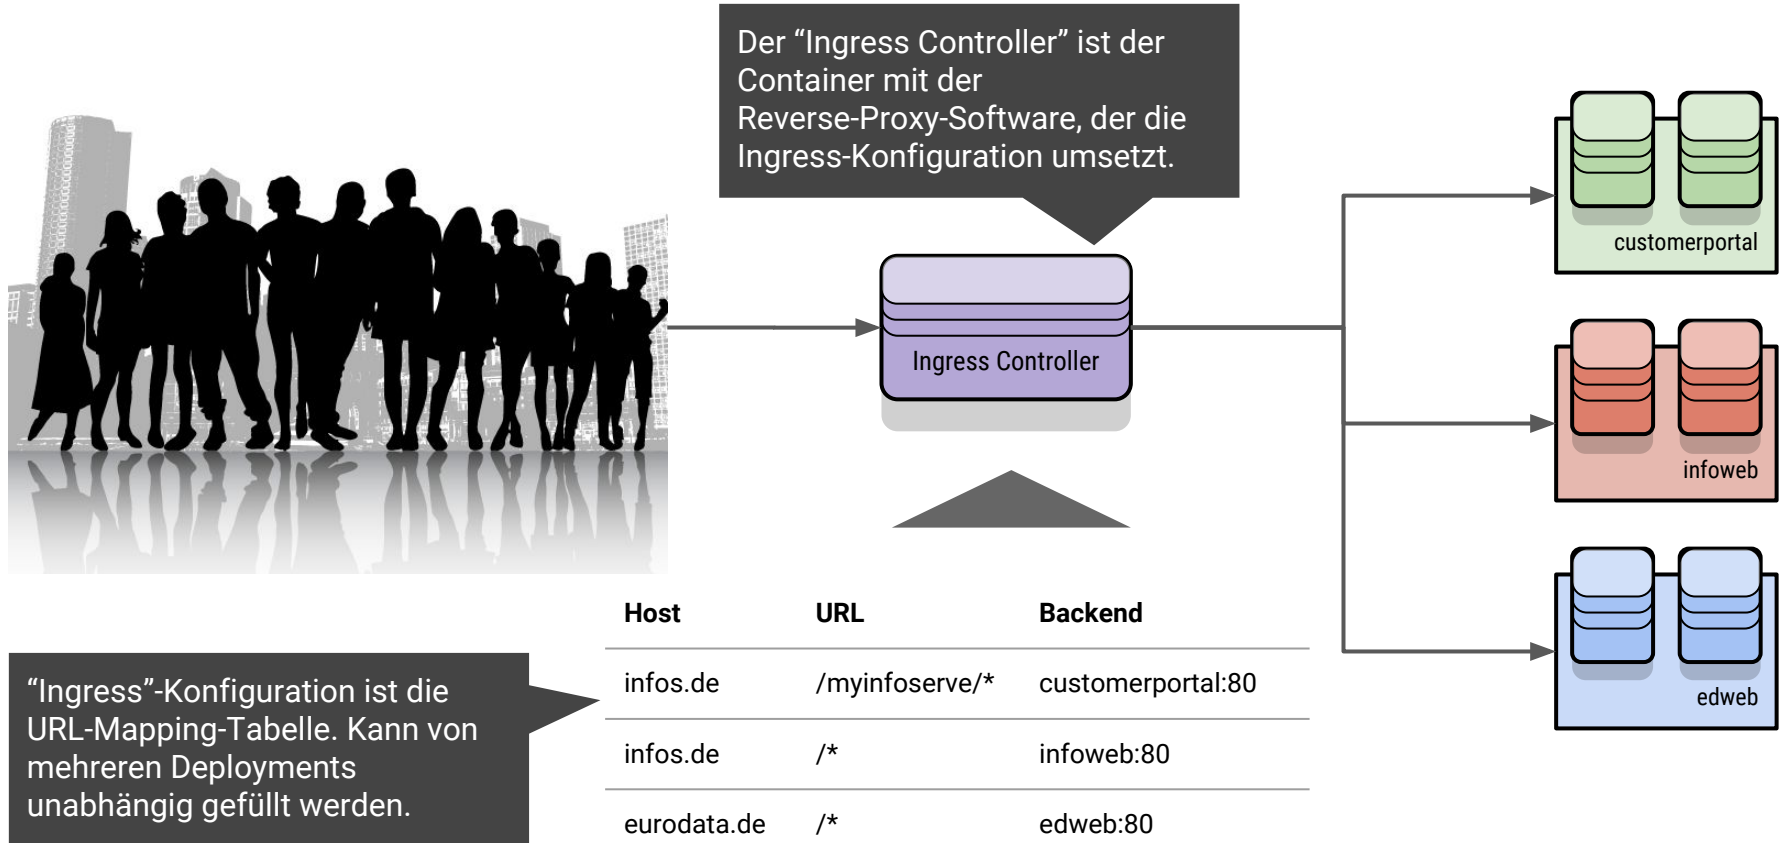 Der “Ingress Controller” ist der
Container mit der
Reverse-Proxy-Software, der die
Ingress-Konfiguration umsetzt.
customerportal
Ingress Controller
infoweb
edweb
“Ingress”-Konfiguration ist die
URL-Mapping-Tabelle. Kann von
mehreren Deployments
unabhängig gefüllt werden.
Host URL Backend
infos.de /myinfoserve/* customerportal:80
infos.de /* infoweb:80
eurodata.de /* edweb:80